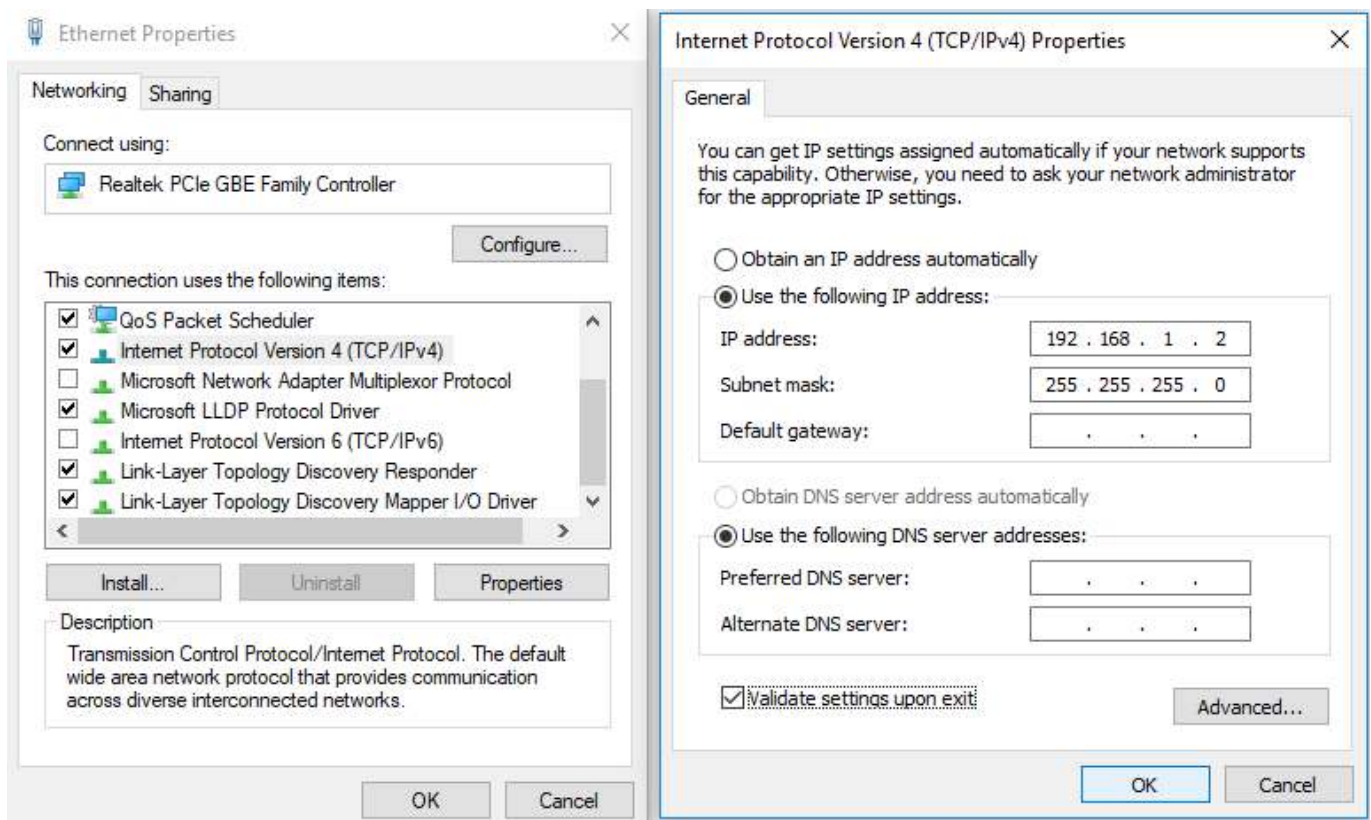 Ethernet Properties
Networking
Sharing
Connect using:
Realtek PCIe GBE Family Controller
Configure...
This connection uses the following items:
QoS Packet Scheduler
Internet Protocol Version 4 (TCP/IPv4)
Microsoft Network Adapter Multiplexor Protocol
Microsoft LLDP Protocol Driver
Internet Protocol Version 6 (TCP/IPv6)
Link-Layer Topology Discovery Responder
Link-Layer Topology Discovery Mapper I/O Driver
Install...
Uninstall
Properties
Description
Transmission Control Protocol/Internet Protocol. The default
wide area network protocol that provides communication
across diverse interconnected networks.
OK
Cancel
Internet Protocol Version 4 (TCP/IPv4) Properties
General
You can get IP settings assigned automatically if your network supports
this capability. Otherwise, you need to ask your network administrator
for the appropriate IP settings.
Obtain an IP address automatically
Use the following IP address:
IP address: 192 . 168 . 1 . 2
Subnet mask: 255 . 255 . 255 . 0
Default gateway: . . .
Obtain DNS server address automatically
Use the following DNS server addresses:
Preferred DNS server: . . .
Alternate DNS server: . . .
Validate settings upon exit
Advanced...
OK
Cancel